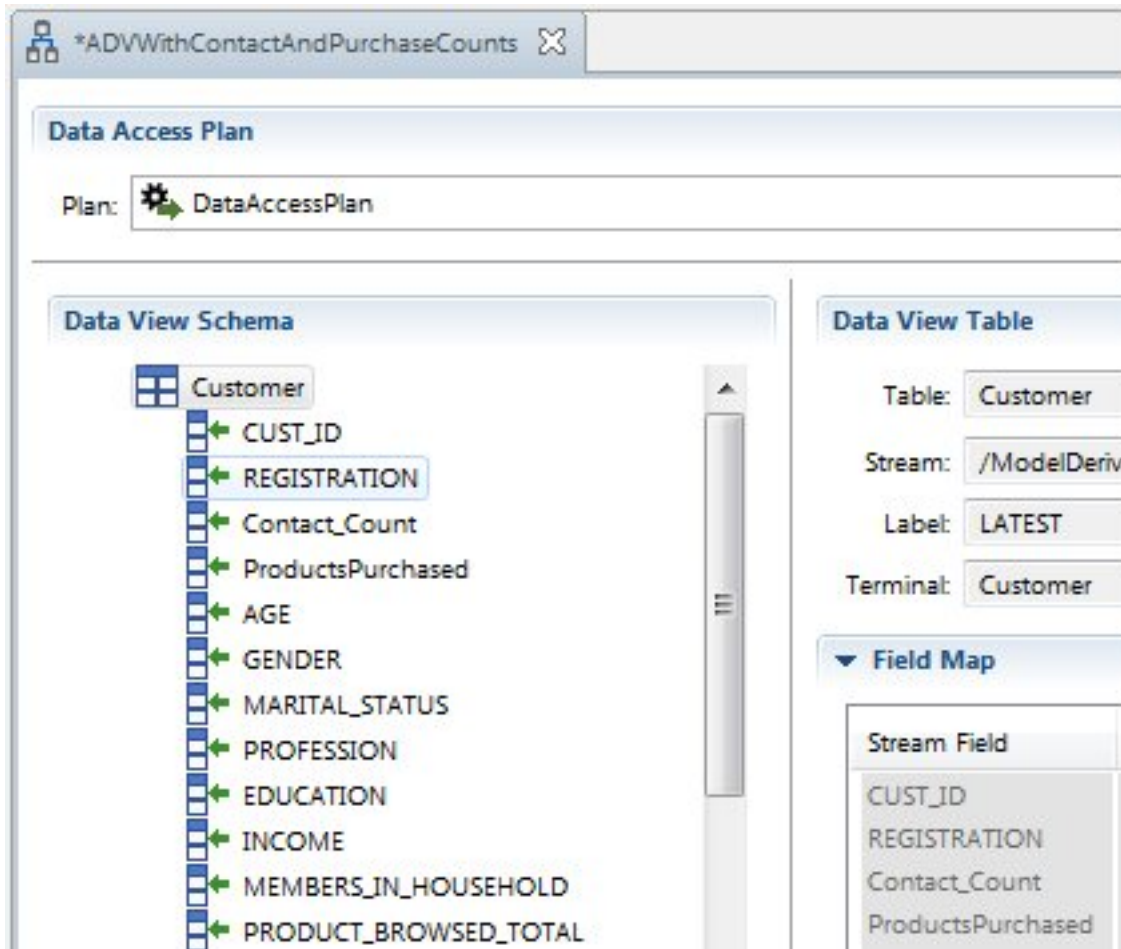 *ADVWithContactAndPurchaseCounts
Data Access Plan
Plan: DataAccessPlan
Data View Schema
Customer
CUST_ID
REGISTRATION
Contact_Count
ProductsPurchased
AGE
GENDER
MARITAL_STATUS
PROFESSION
EDUCATION
INCOME
MEMBERS_IN_HOUSEHOLD
PRODUCT_BROWSED_TOTAL
Data View Table
Table: Customer
Stream: /ModelDeriv
Label: LATEST
Terminal: Customer
Field Map
Stream Field
CUST_ID
REGISTRATION
Contact_Count
ProductsPurchased